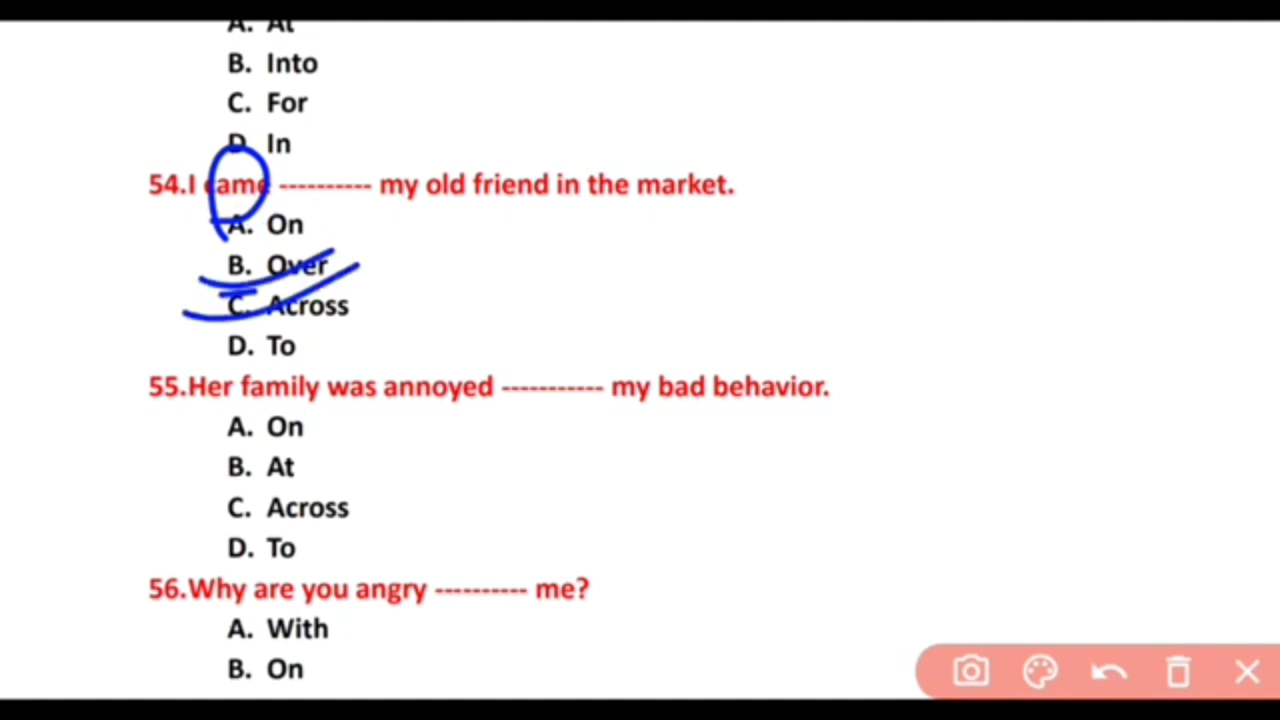 A. At
B. Into
C. For
D. In
54.I came ---------- my old friend in the market.
A. On
B. Over
C. Across
D. To
55.Her family was annoyed ----------- my bad behavior.
A. On
B. At
C. Across
D. To
56.Why are you angry ---------- me?
A. With
B. On